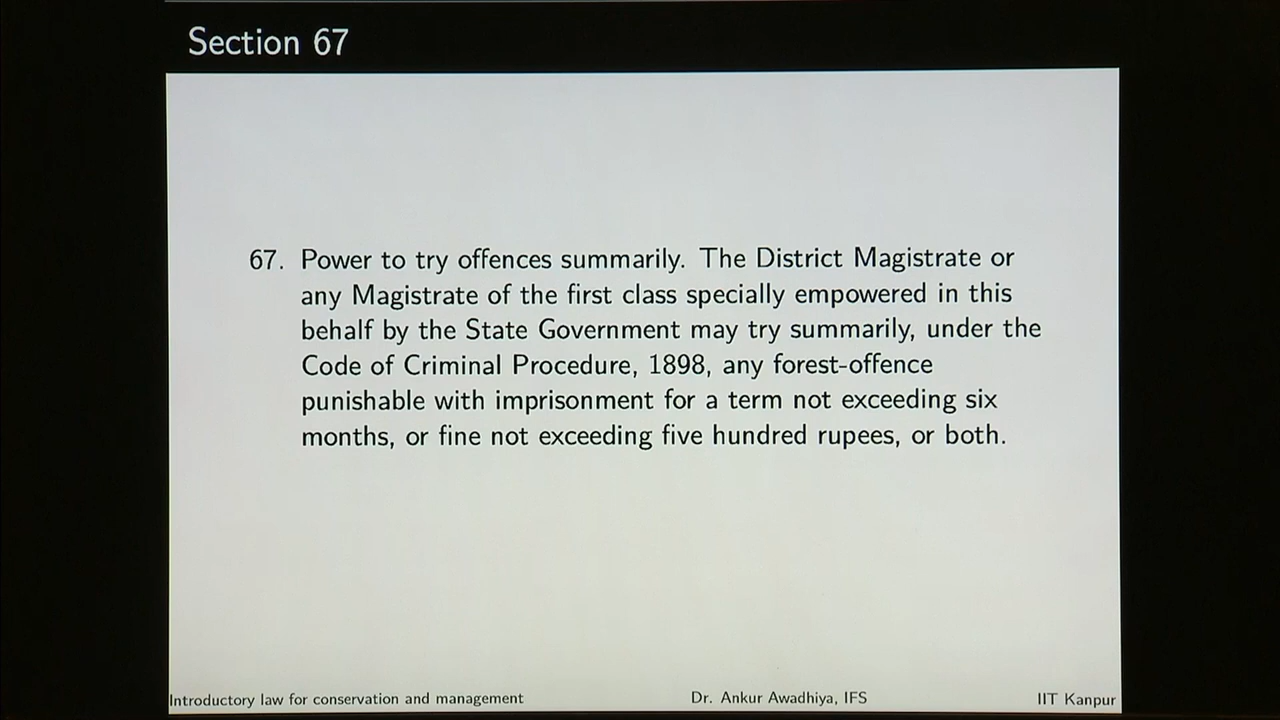 Section 67
67. Power to try offences summarily. The District Magistrate or
any Magistrate of the first class specially empowered in this
behalf by the State Government may try summarily, under the
Code of Criminal Procedure, 1898, any forest-offence
punishable with imprisonment for a term not exceeding six
months, or fine not exceeding five hundred rupees, or both.
Introductory law for conservation and management Dr. Ankur Awadhiya, IFS IIT Kanpur